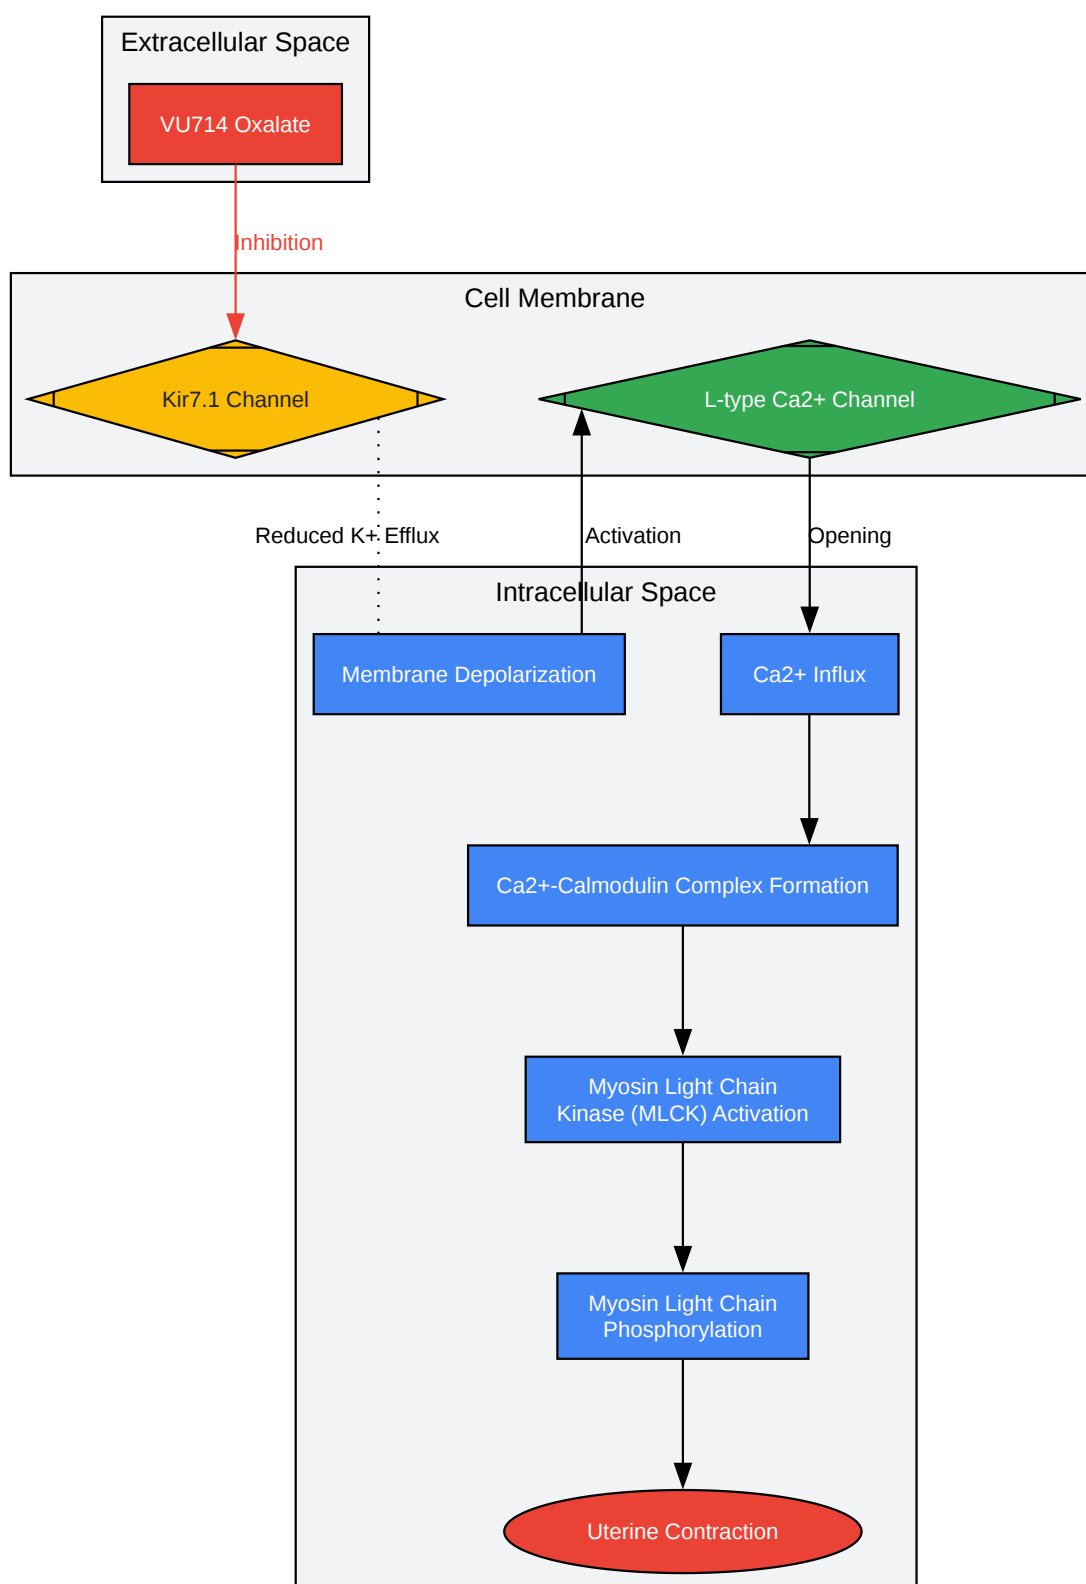 Extracellular Space
VU714 Oxalate
Inhibition
Cell Membrane
Kir7.1 Channel
L-type Ca2+ Channel
Reduced K+ Efflux
Activation
Opening
Intracellular Space
Membrane Depolarization
Ca2+ Influx
Ca2+-Calmodulin Complex Formation
Myosin Light Chain
Kinase (MLCK) Activation
Myosin Light Chain
Phosphorylation
Uterine Contraction